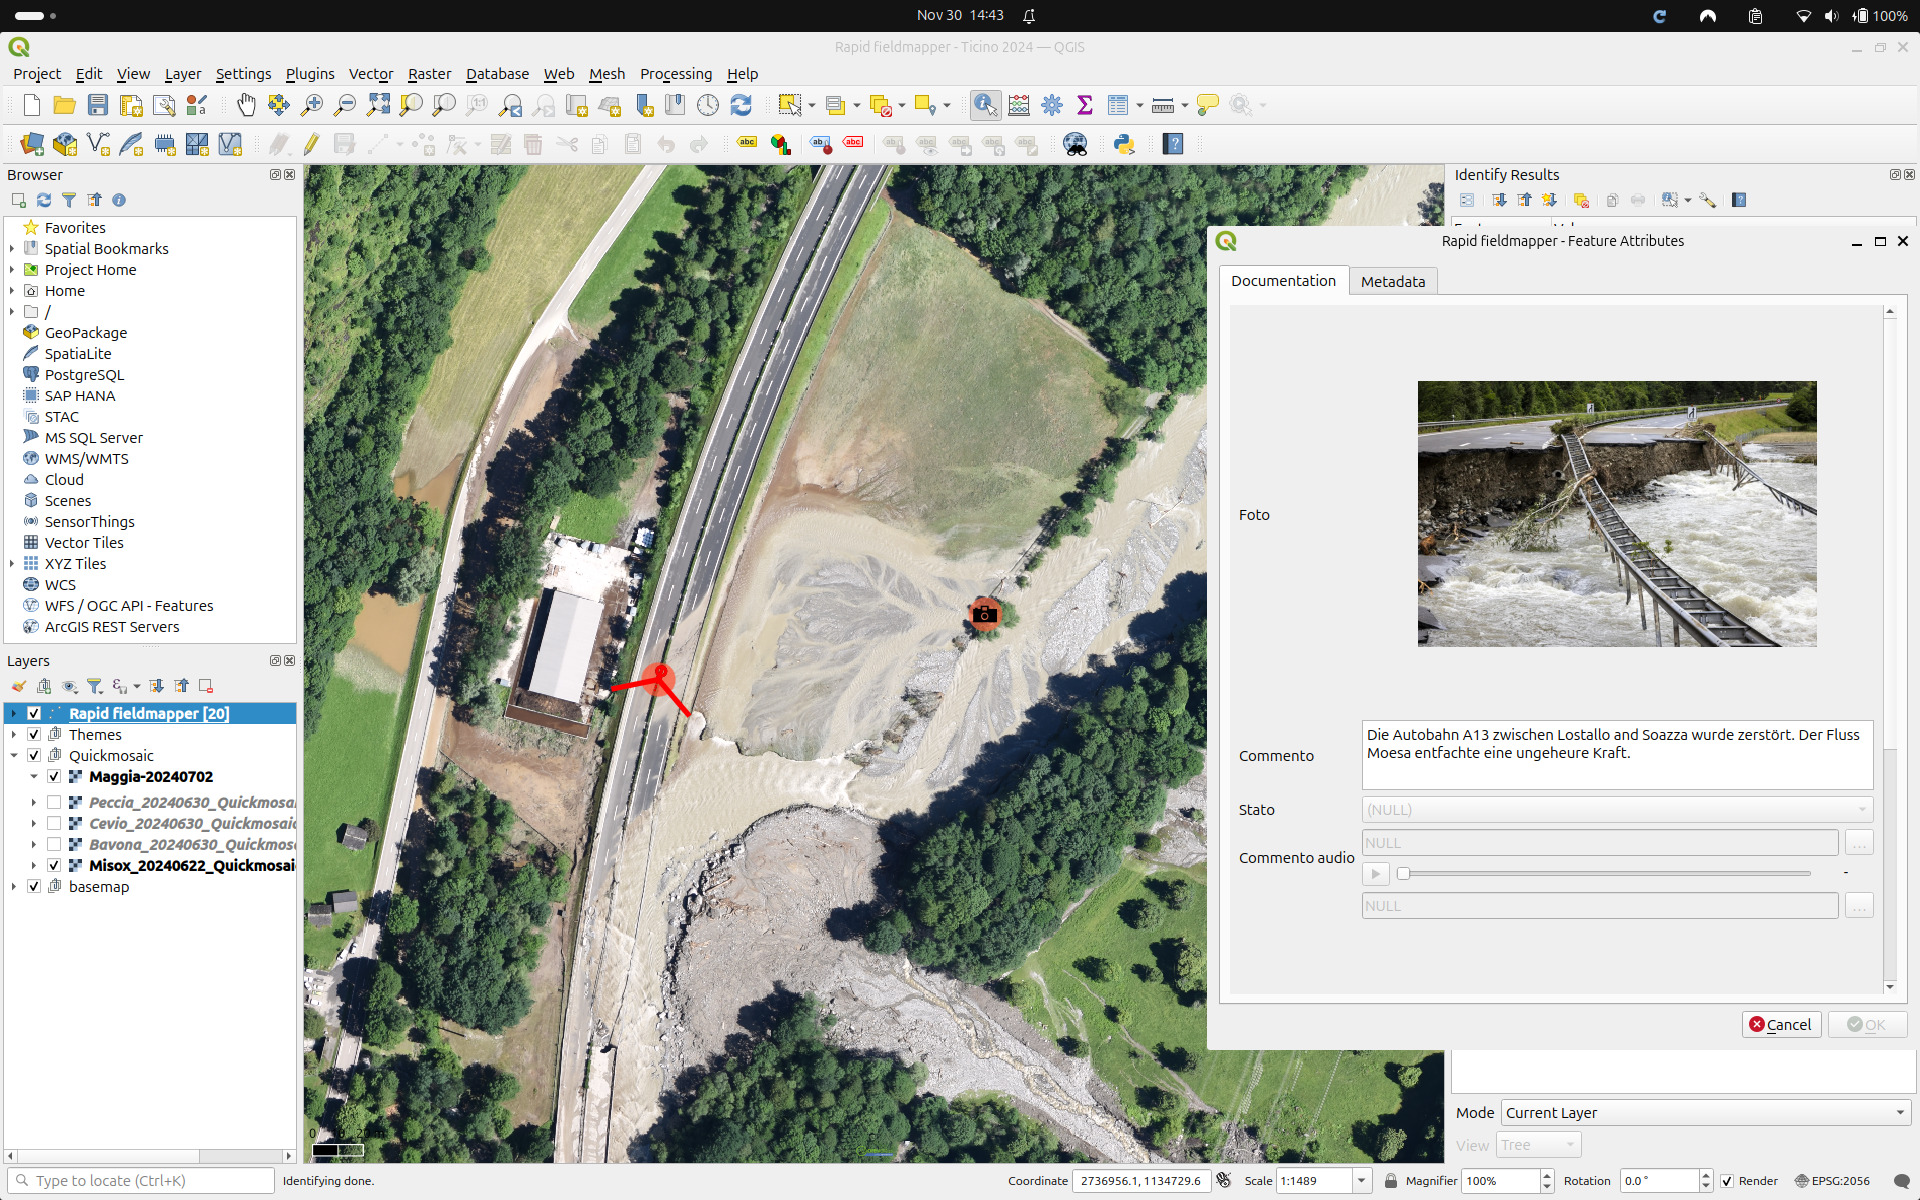 Nov 30 14:43
100%
Rapid fieldmapper - Ticino 2024 — QGIS
Project Edit View Layer Settings Plugins Vector Raster Database Web Mesh Processing Help
abc abc
Browser
Favorites
Spatial Bookmarks
Project Home
Home
/
GeoPackage
SpatiaLite
PostgreSQL
SAP HANA
STAC
MS SQL Server
WMS/WMTS
Cloud
Scenes
SensorThings
Vector Tiles
XYZ Tiles
WCS
WFS / OGC API - Features
ArcGIS REST Servers
Layers
Rapid fieldmapper [20]
Themes
Quickmosaic
Maggia-20240702
Peccia_20240630_Quickmosai
Cevio_20240630_Quickmosaic
Bavona_20240630_Quickmos
Misox_20240622_Quickmosai
basemap
Identify Results
Rapid fieldmapper - Feature Attributes
Documentation Metadata
Foto
Commento
Die Autobahn A13 zwischen Lostallo and Soazza wurde zerstört. Der Fluss
Moesa entfachte eine ungeheure Kraft.
Stato
(NULL)
Commento audio
NULL
...
-
NULL
...
Cancel OK
Mode Current Layer
View Tree
Type to locate (Ctrl+K) Identifying done. Coordinate 2736956.1, 1134729.6 Scale 1:1489 Magnifier 100% Rotation 0.0 ° Render EPSG:2056